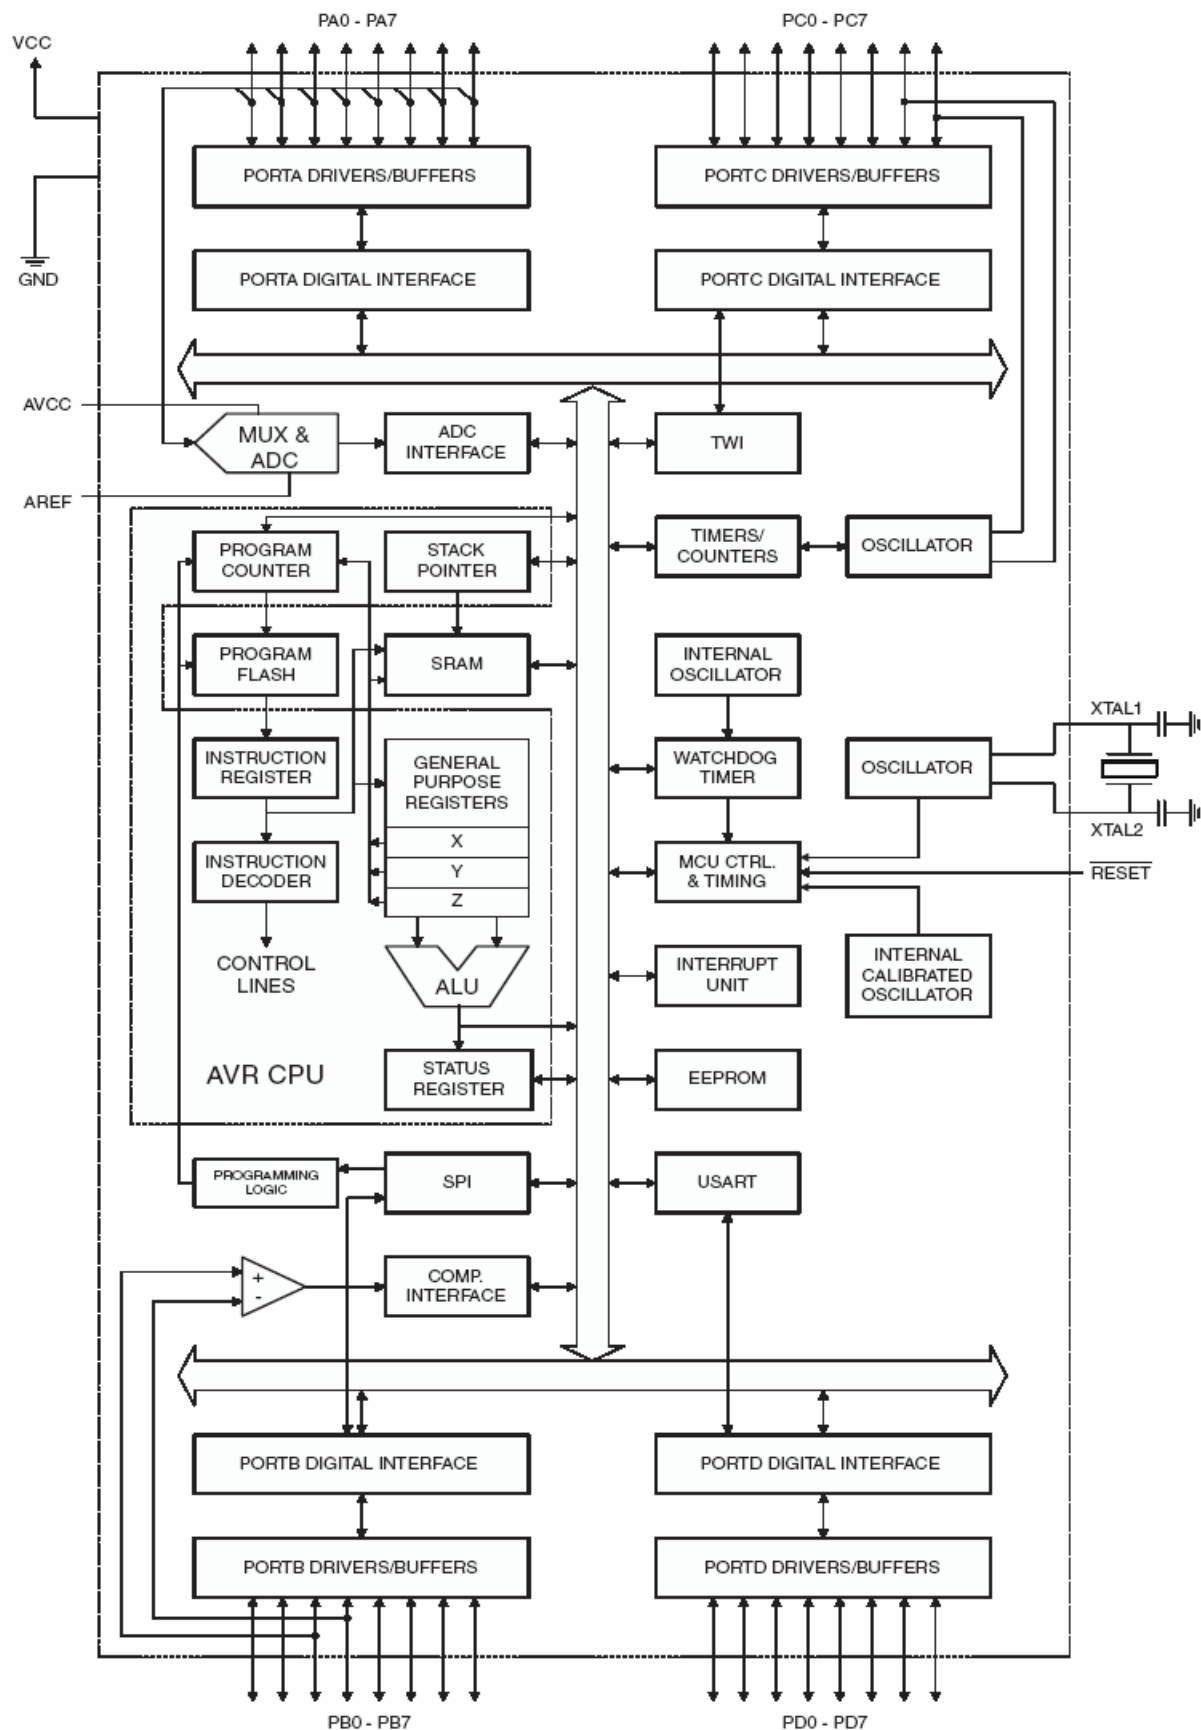 PA0 - PA7
PC0 - PC7
VCC
PORTA DRIVERS/BUFFERS
PORTC DRIVERS/BUFFERS
GND
PORTA DIGITAL INTERFACE
PORTC DIGITAL INTERFACE
AVCC
MUX &
ADC
ADC
INTERFACE
TWI
AREF
PROGRAM
COUNTER
STACK
POINTER
TIMERS/
COUNTERS
OSCILLATOR
PROGRAM
FLASH
SRAM
INTERNAL
OSCILLATOR
XTAL1
INSTRUCTION
REGISTER
GENERAL
PURPOSE
REGISTERS
WATCHDOG
TIMER
OSCILLATOR
XTAL2
X
Y
Z
INSTRUCTION
DECODER
MCU CTRL.
& TIMING
RESET
CONTROL
LINES
ALU
INTERRUPT
UNIT
INTERNAL
CALIBRATED
OSCILLATOR
AVR CPU
STATUS
REGISTER
EEPROM
PROGRAMMING
LOGIC
SPI
USART
+
-
COMP.
INTERFACE
PORTB DIGITAL INTERFACE
PORTD DIGITAL INTERFACE
PORTB DRIVERS/BUFFERS
PORTD DRIVERS/BUFFERS
PB0 - PB7
PD0 - PD7